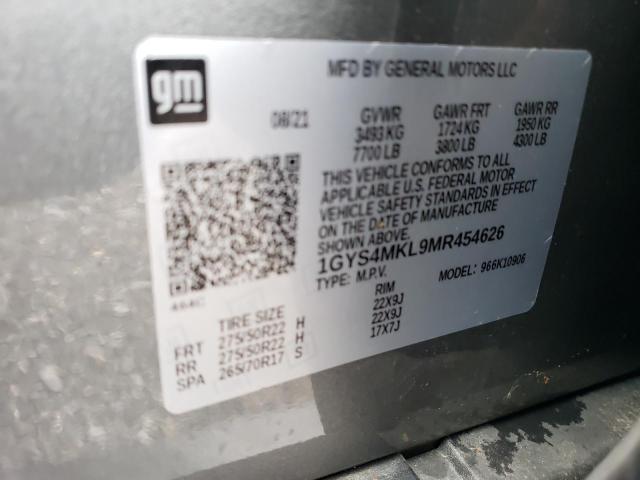 gm
MFD BY GENERAL MOTORS LLC
08/21 GVWR GAWR FRT GAWR RR
3493 KG 1724 KG 1950 KG
7700 LB 3800 LB 4300 LB
THIS VEHICLE CONFORMS TO ALL
APPLICABLE U.S. FEDERAL MOTOR
VEHICLE SAFETY STANDARDS IN EFFECT
ON THE DATE OF MANUFACTURE
SHOWN ABOVE.
1GYS4MKL9MR454626
TYPE: M.P.V. MODEL: 966K10906
TIRE SIZE RIM
FRT 275/50R22 H 22X9J
RR 275/50R22 H 22X9J
SPA 265/70R17 S 17X7J